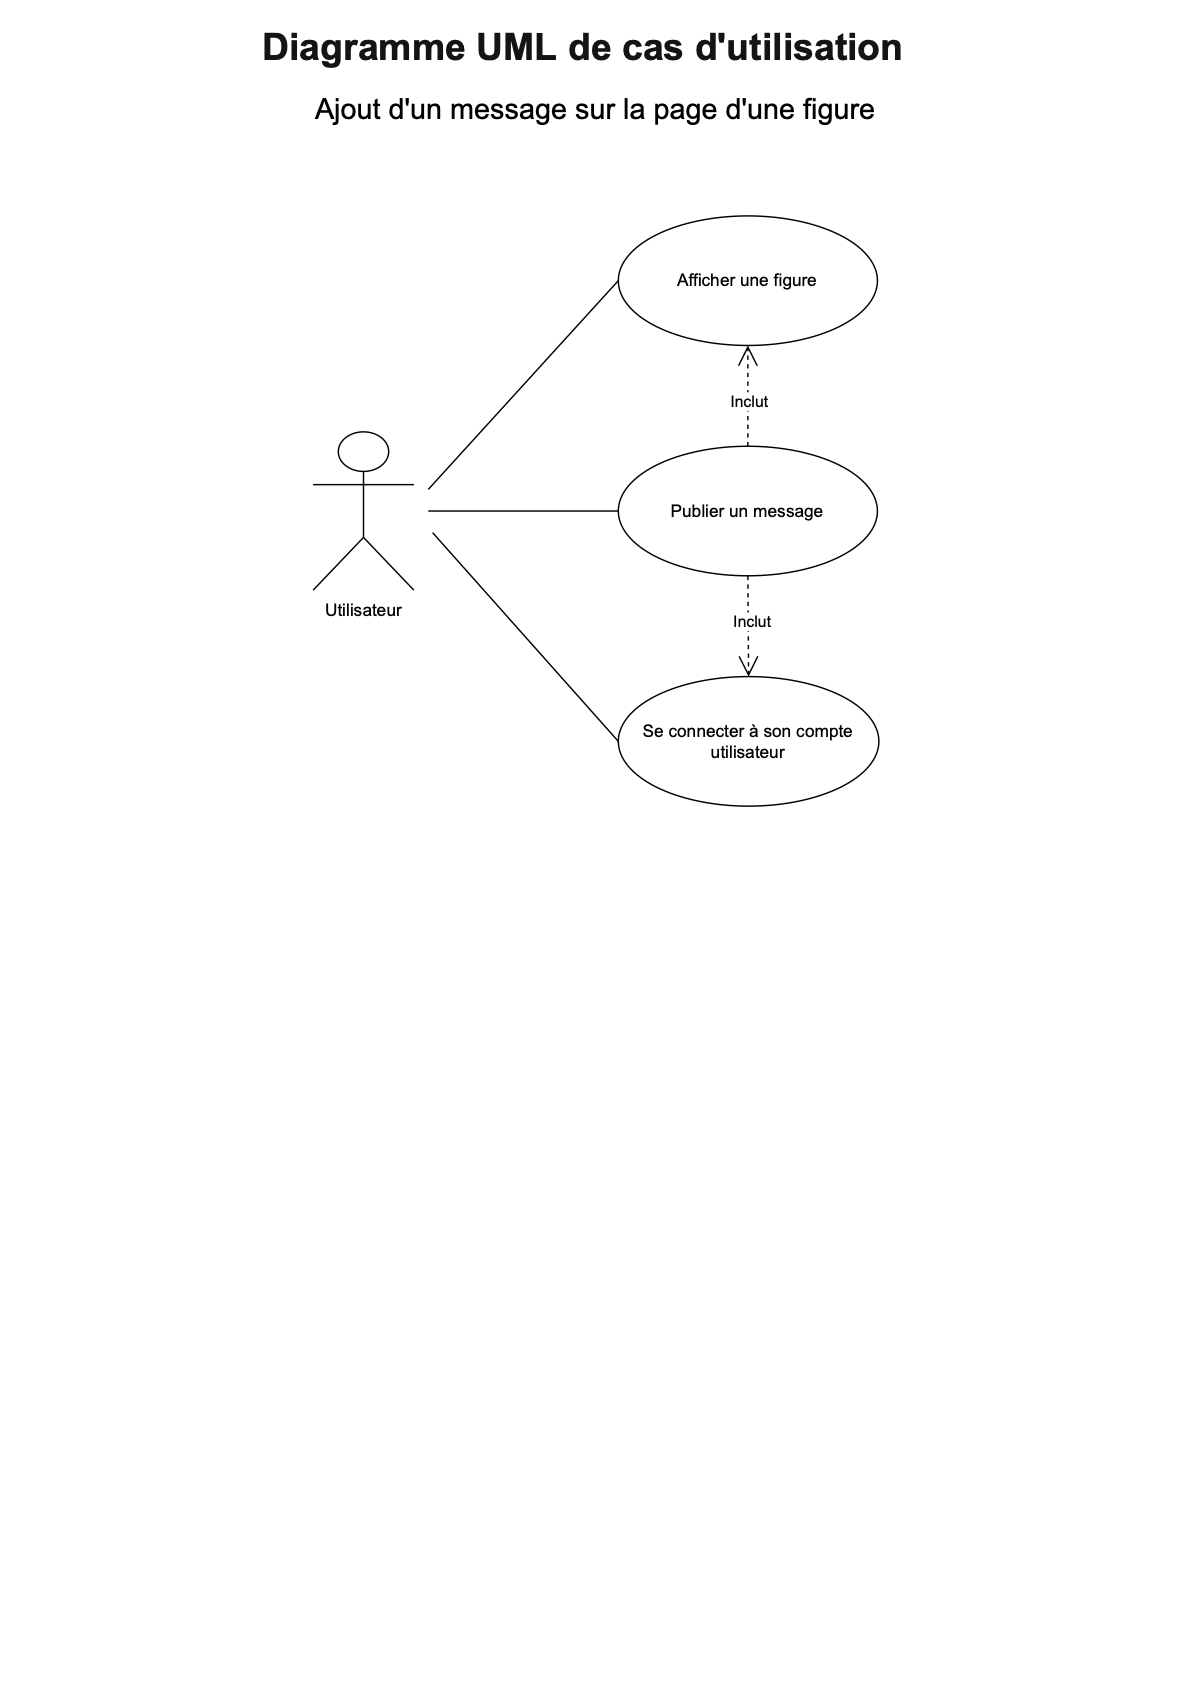 Diagramme UML de cas d'utilisation
Ajout d'un message sur la page d'une figure
Afficher une figure
Inclut
Publier un message
Utilisateur
Inclut
Se connecter à son compte
utilisateur